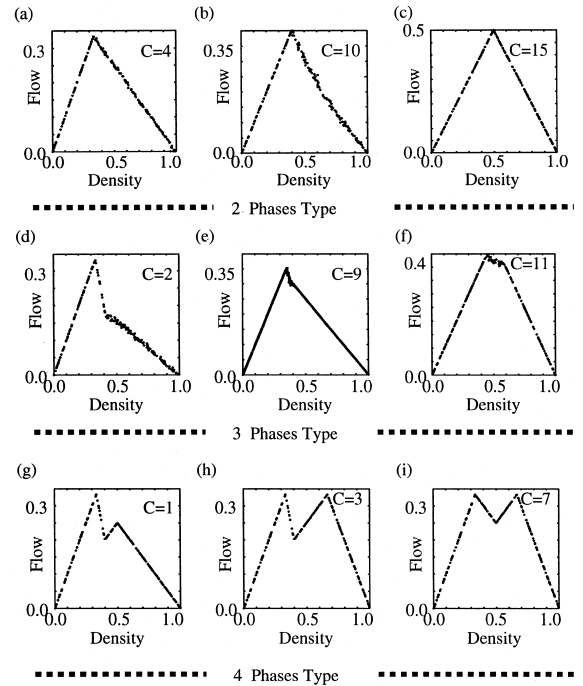 (a) (b) (c)
0.3 C=4 0.35 C=10 0.5 C=15
Flow Flow Flow
0.0 0.0 0.0
0.0 0.5 1.0 0.0 0.5 1.0 0.0 0.5 1.0
Density Density Density
2 Phases Type
(d) (e) (f)
0.3 C=2 0.35 C=9 0.4 C=11
Flow Flow Flow
0.0 0.0 0.0
0.0 0.5 1.0 0.0 0.5 1.0 0.0 0.5 1.0
Density Density Density
3 Phases Type
(g) (h) (i)
0.3 C=1 0.3 C=3 0.3 C=7
Flow Flow Flow
0.0 0.0 0.0
0.0 0.5 1.0 0.0 0.5 1.0 0.0 0.5 1.0
Density Density Density
4 Phases Type